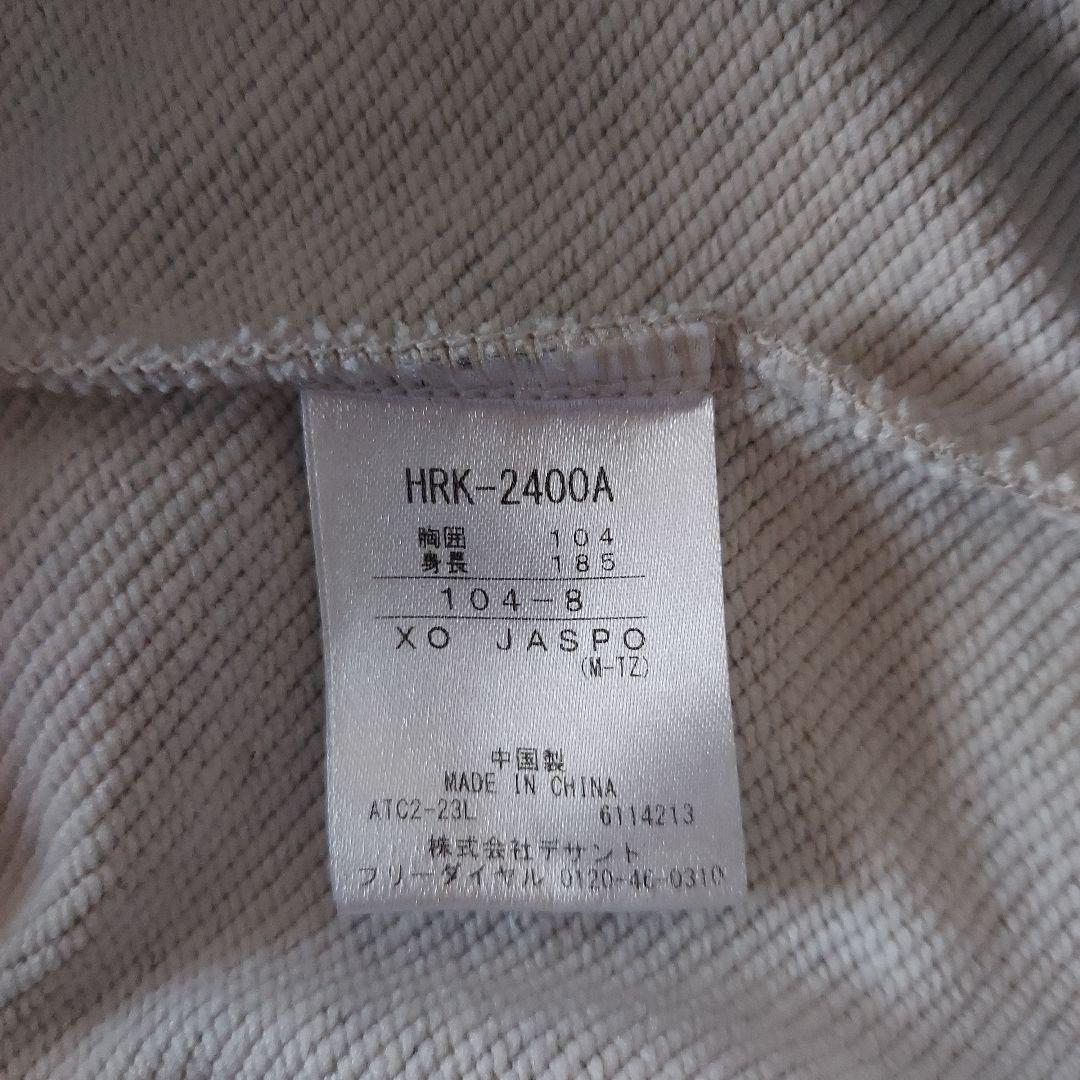 HRK-2400A
胸囲 104
身長 185
104-8
XO JASPO
(M-TZ)
中国製
MADE IN CHINA
ATC2-23L 6114213
株式会社デサント
フリーダイヤル 0120-46-0310